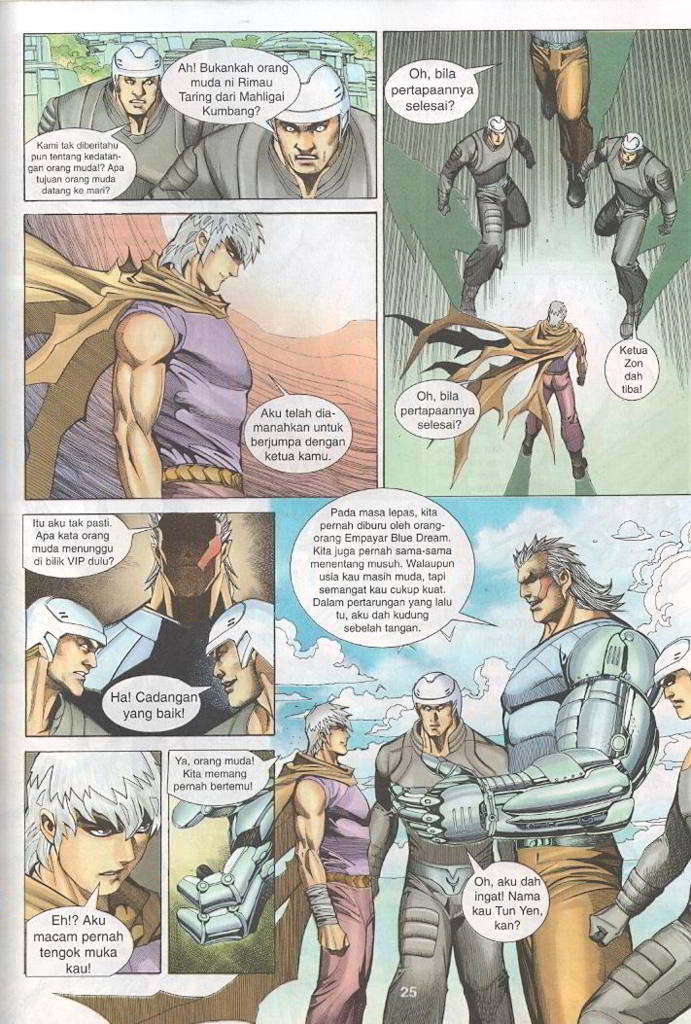 Ah! Bukankah orang
muda ni Rimau
Taring dari Mahligai
Kumbang?
Kami tak diberitahu
pun tentang kedatan-
gan orang muda!? Apa
tujuan orang muda
datang ke mari?
Oh, bila
pertapaannya
selesai?
Ketua
Zon
dah
tiba!
Oh, bila
pertapaannya
selesai?
Aku telah dia-
manahkan untuk
berjumpa dengan
ketua kamu.
Itu aku tak pasti.
Apa kata orang
muda menunggu
di bilik VIP dulu?
Ha! Cadangan
yang baik!
Pada masa lepas, kita
pernah diburu oleh orang-
orang Empayar Blue Dream.
Kita juga pernah sama-sama
menentang musuh. Walaupun
usia kau masih muda, tapi
semangat kau cukup kuat.
Dalam pertarungan yang lalu
tu, aku dah kudung
sebelah tangan.
Eh!? Aku
macam pernah
tengok muka
kau!
Ya, orang muda!
Kita memang
pernah bertemu!
Oh, aku dah
ingat! Nama
kau Tun Yen,
kan?
25